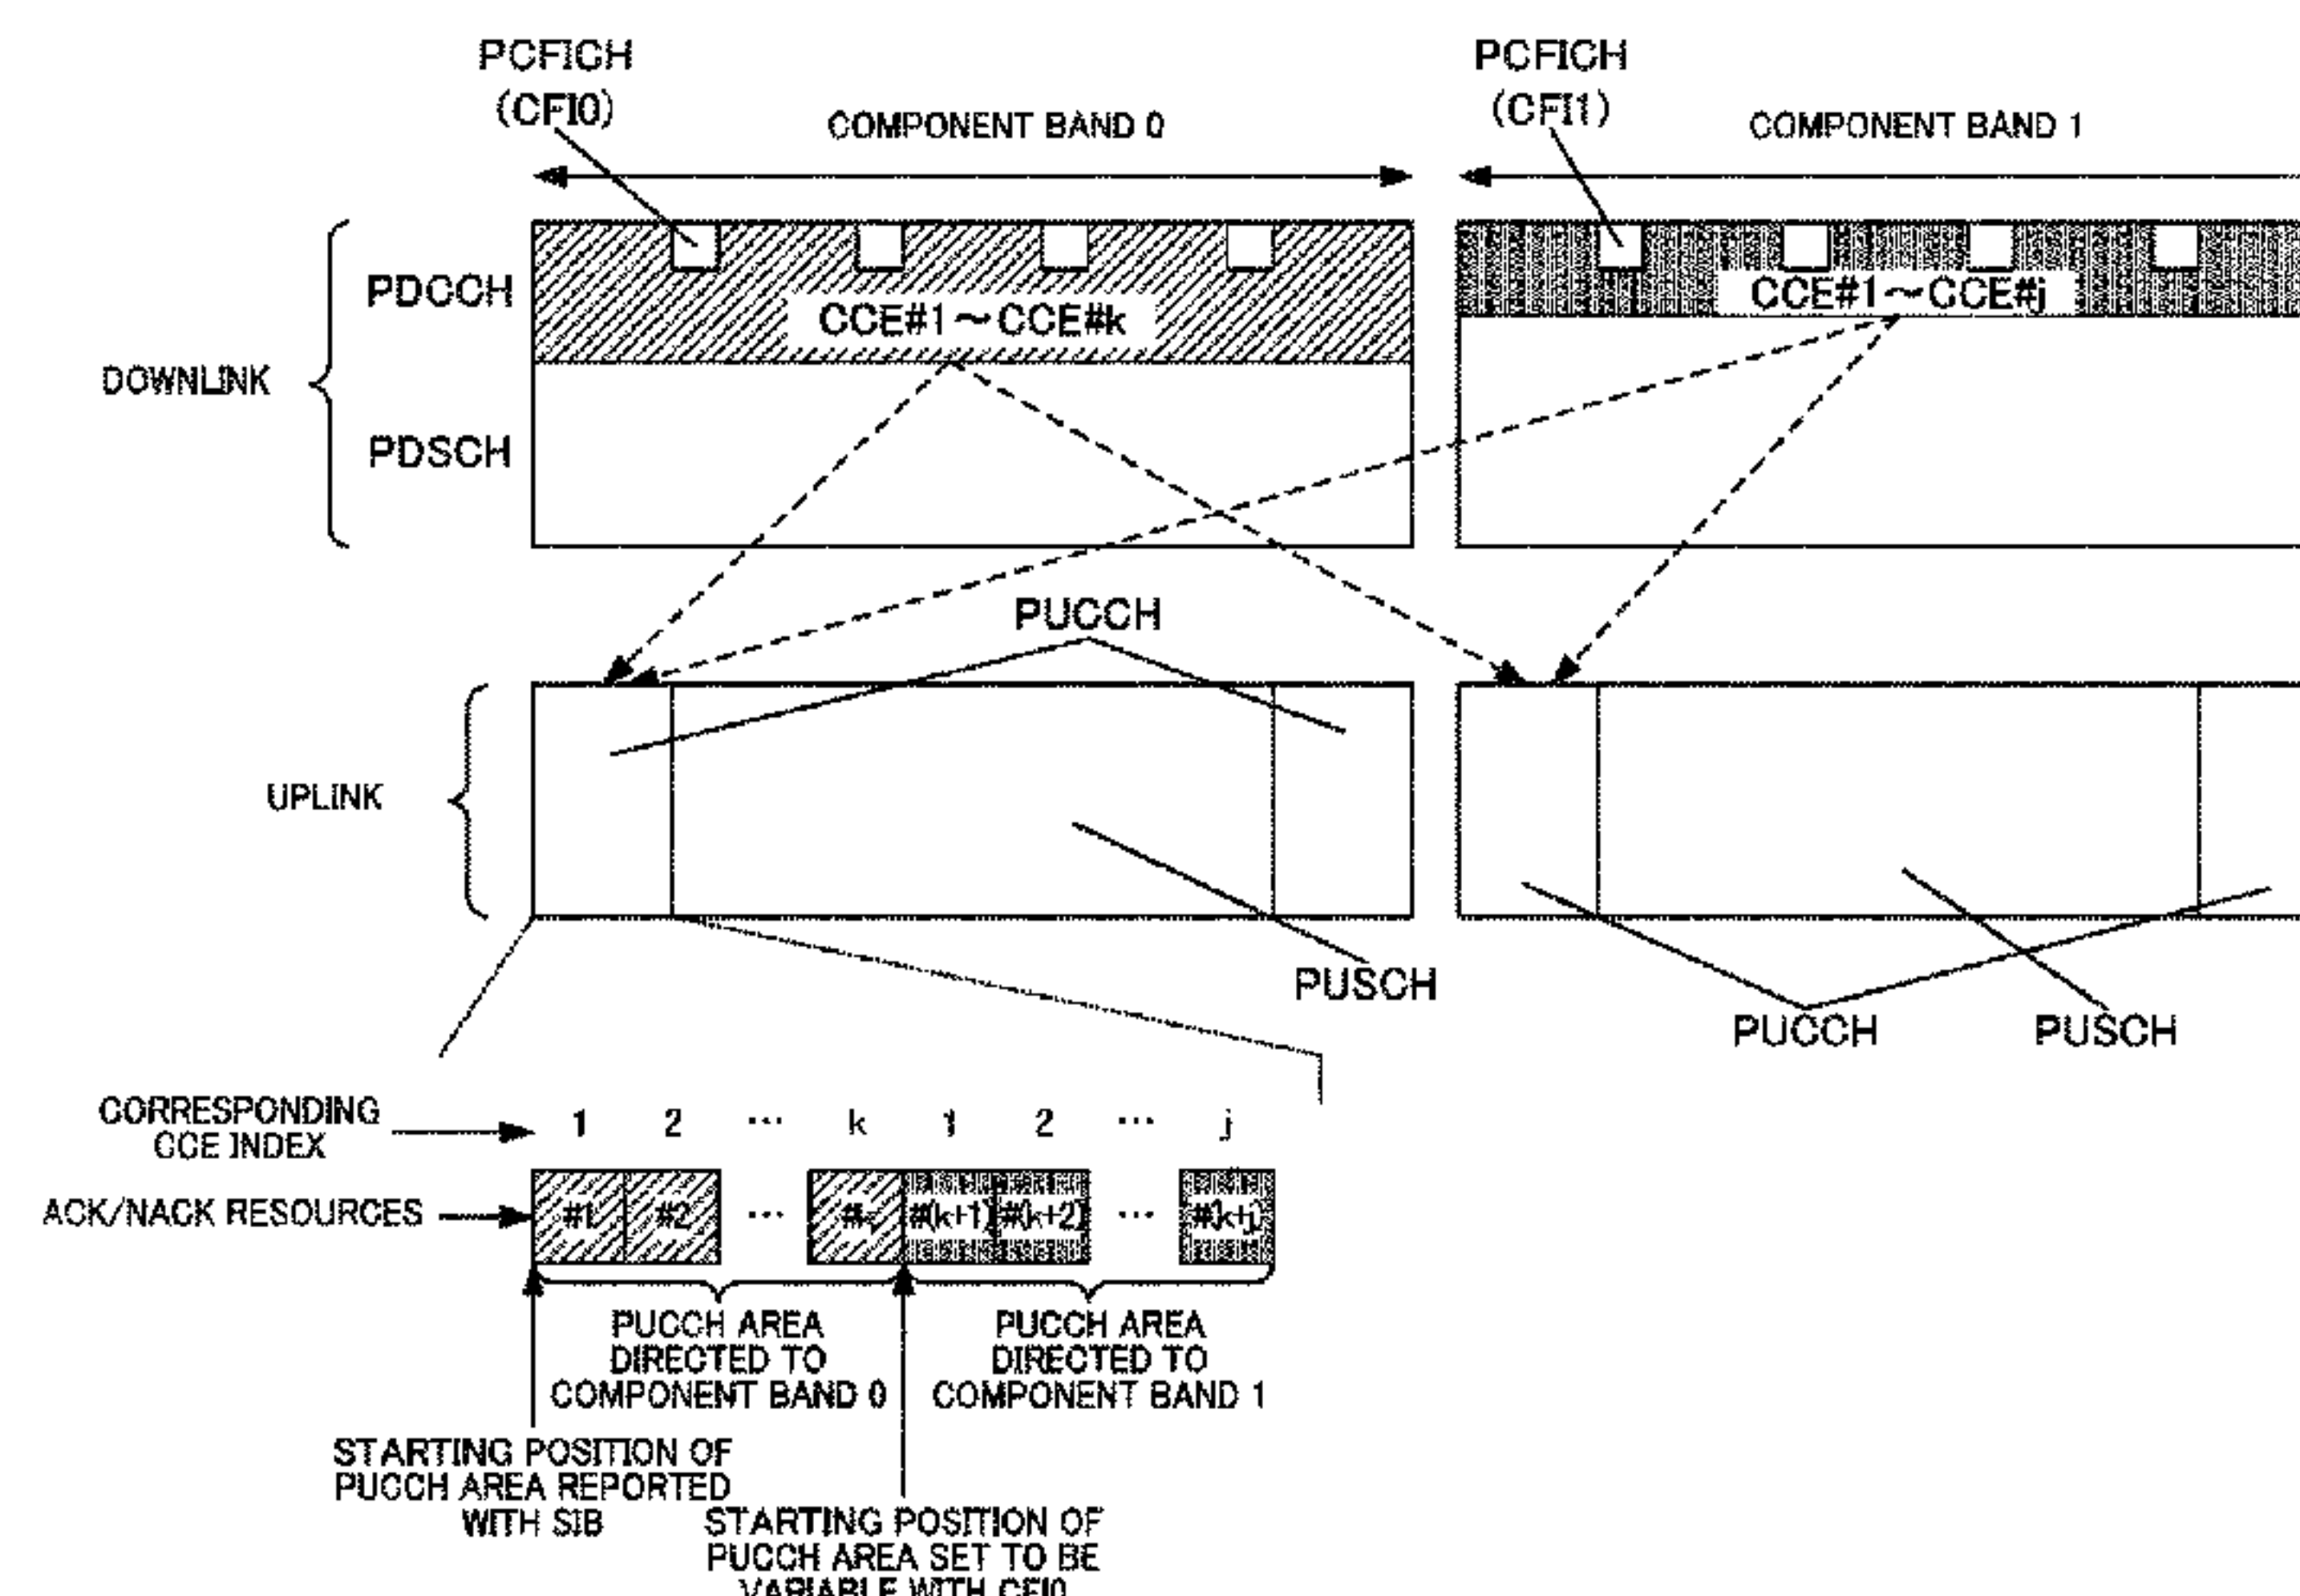 PCFICH
(CFI0)
COMPONENT BAND 0
PCFICH
(CFI1)
COMPONENT BAND 1
PDCCH
CCE#1～CCE#k
CCE#1～CCE#j
DOWNLINK
PDSCH
PUCCH
UPLINK
PUSCH
PUCCH
PUSCH
CORRESPONDING
CCE INDEX
1 2 ... k 1 2 ... j
ACK/NACK RESOURCES
#1 #2 ... #(k+1) #(k+2) ... #(k+j)
PUCCH AREA
DIRECTED TO
COMPONENT BAND 0
PUCCH AREA
DIRECTED TO
COMPONENT BAND 1
STARTING POSITION OF
PUCCH AREA REPORTED
WITH SIB
STARTING POSITION OF
PUCCH AREA SET TO BE
VARIABLE WITH CFI0